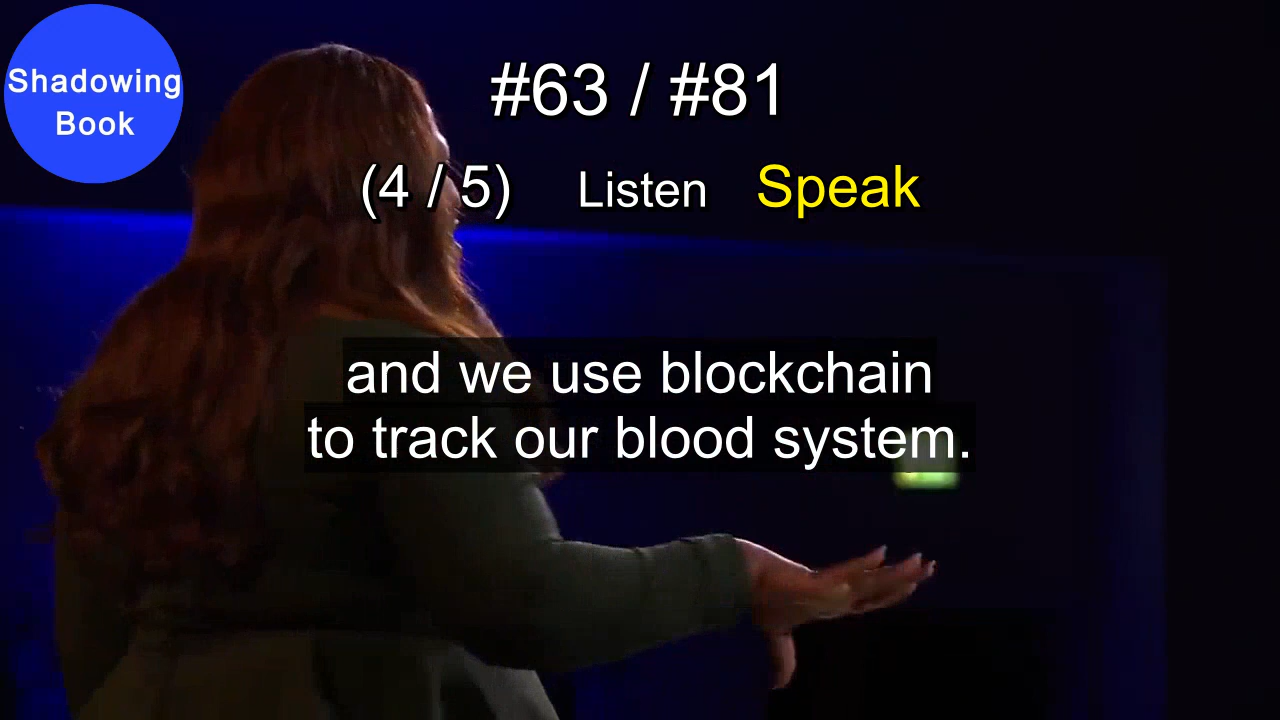 Shadowing
Book
#63 / #81
(4 / 5) Listen Speak
and we use blockchain
to track our blood system.